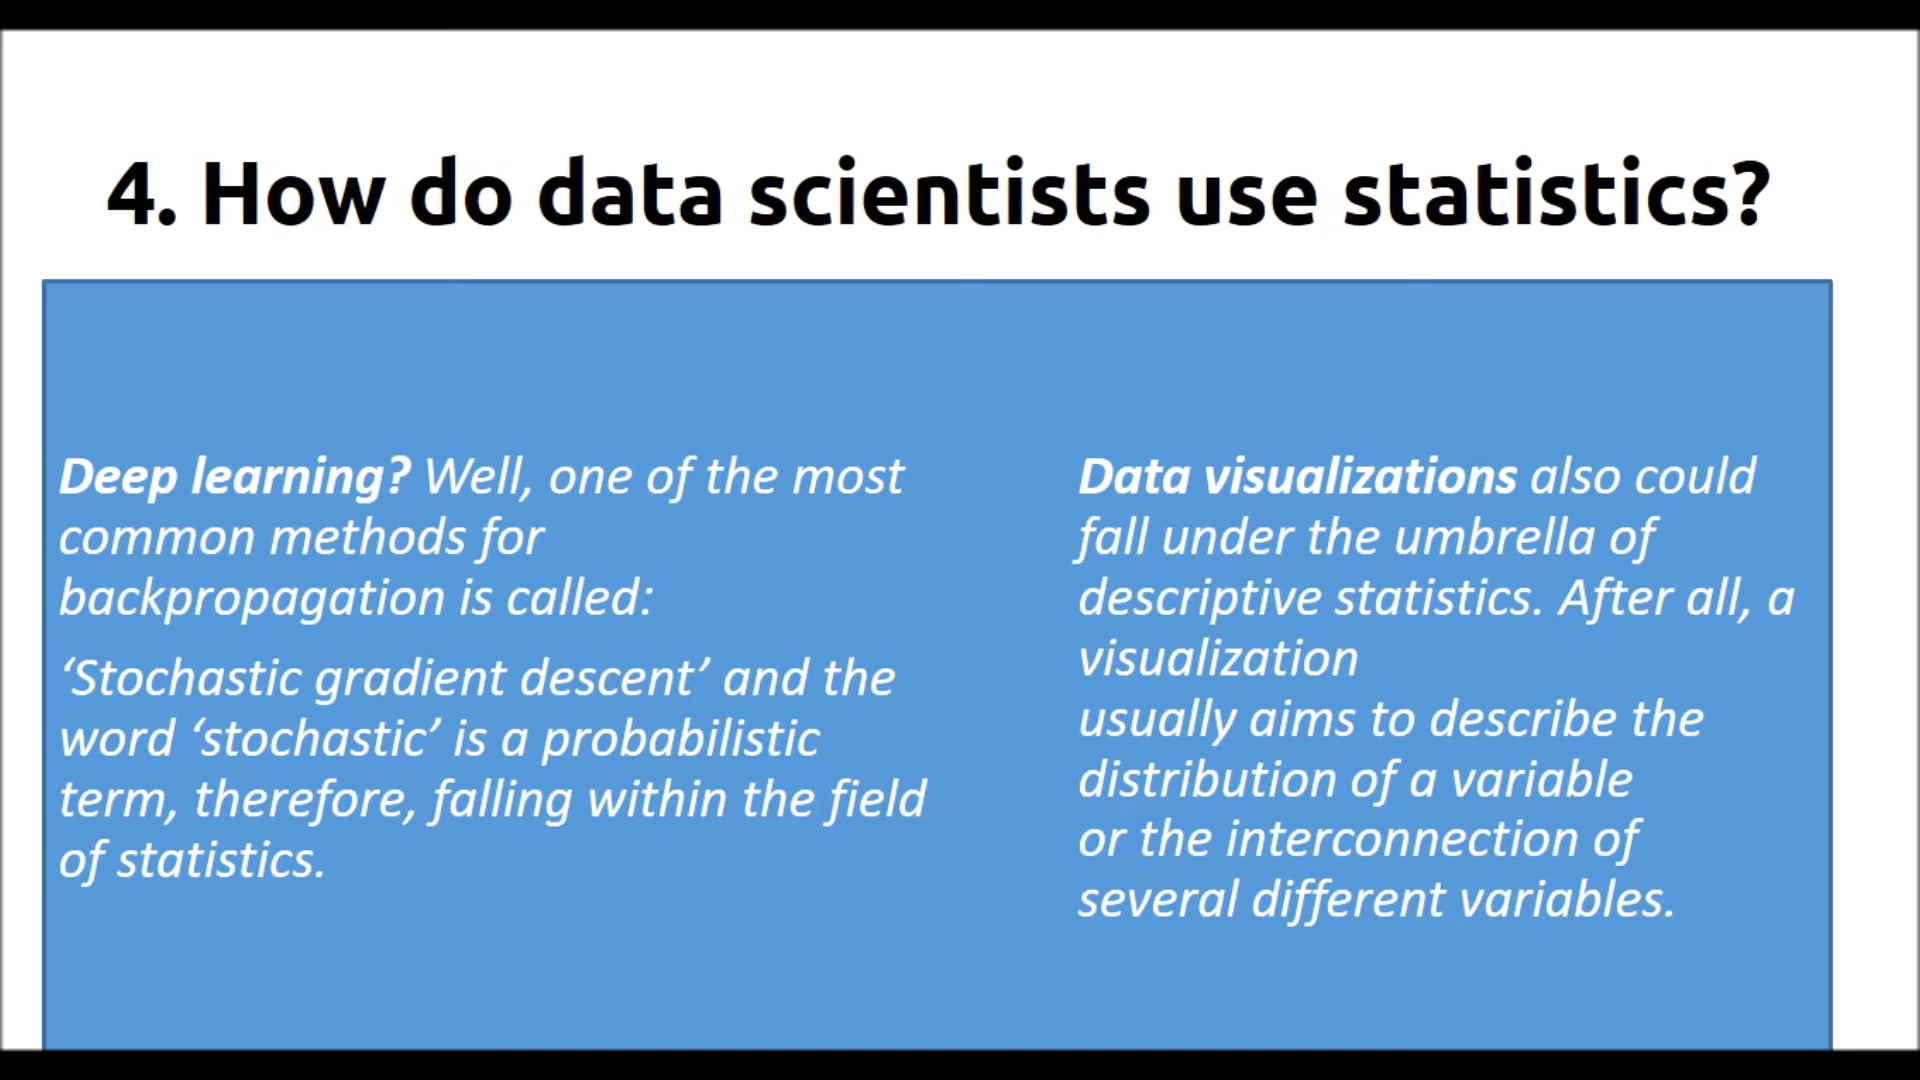 4. How do data scientists use statistics?
Deep learning? Well, one of the most
common methods for
backpropagation is called:
‘Stochastic gradient descent’ and the
word ‘stochastic’ is a probabilistic
term, therefore, falling within the field
of statistics.
Data visualizations also could
fall under the umbrella of
descriptive statistics. After all, a
visualization
usually aims to describe the
distribution of a variable
or the interconnection of
several different variables.